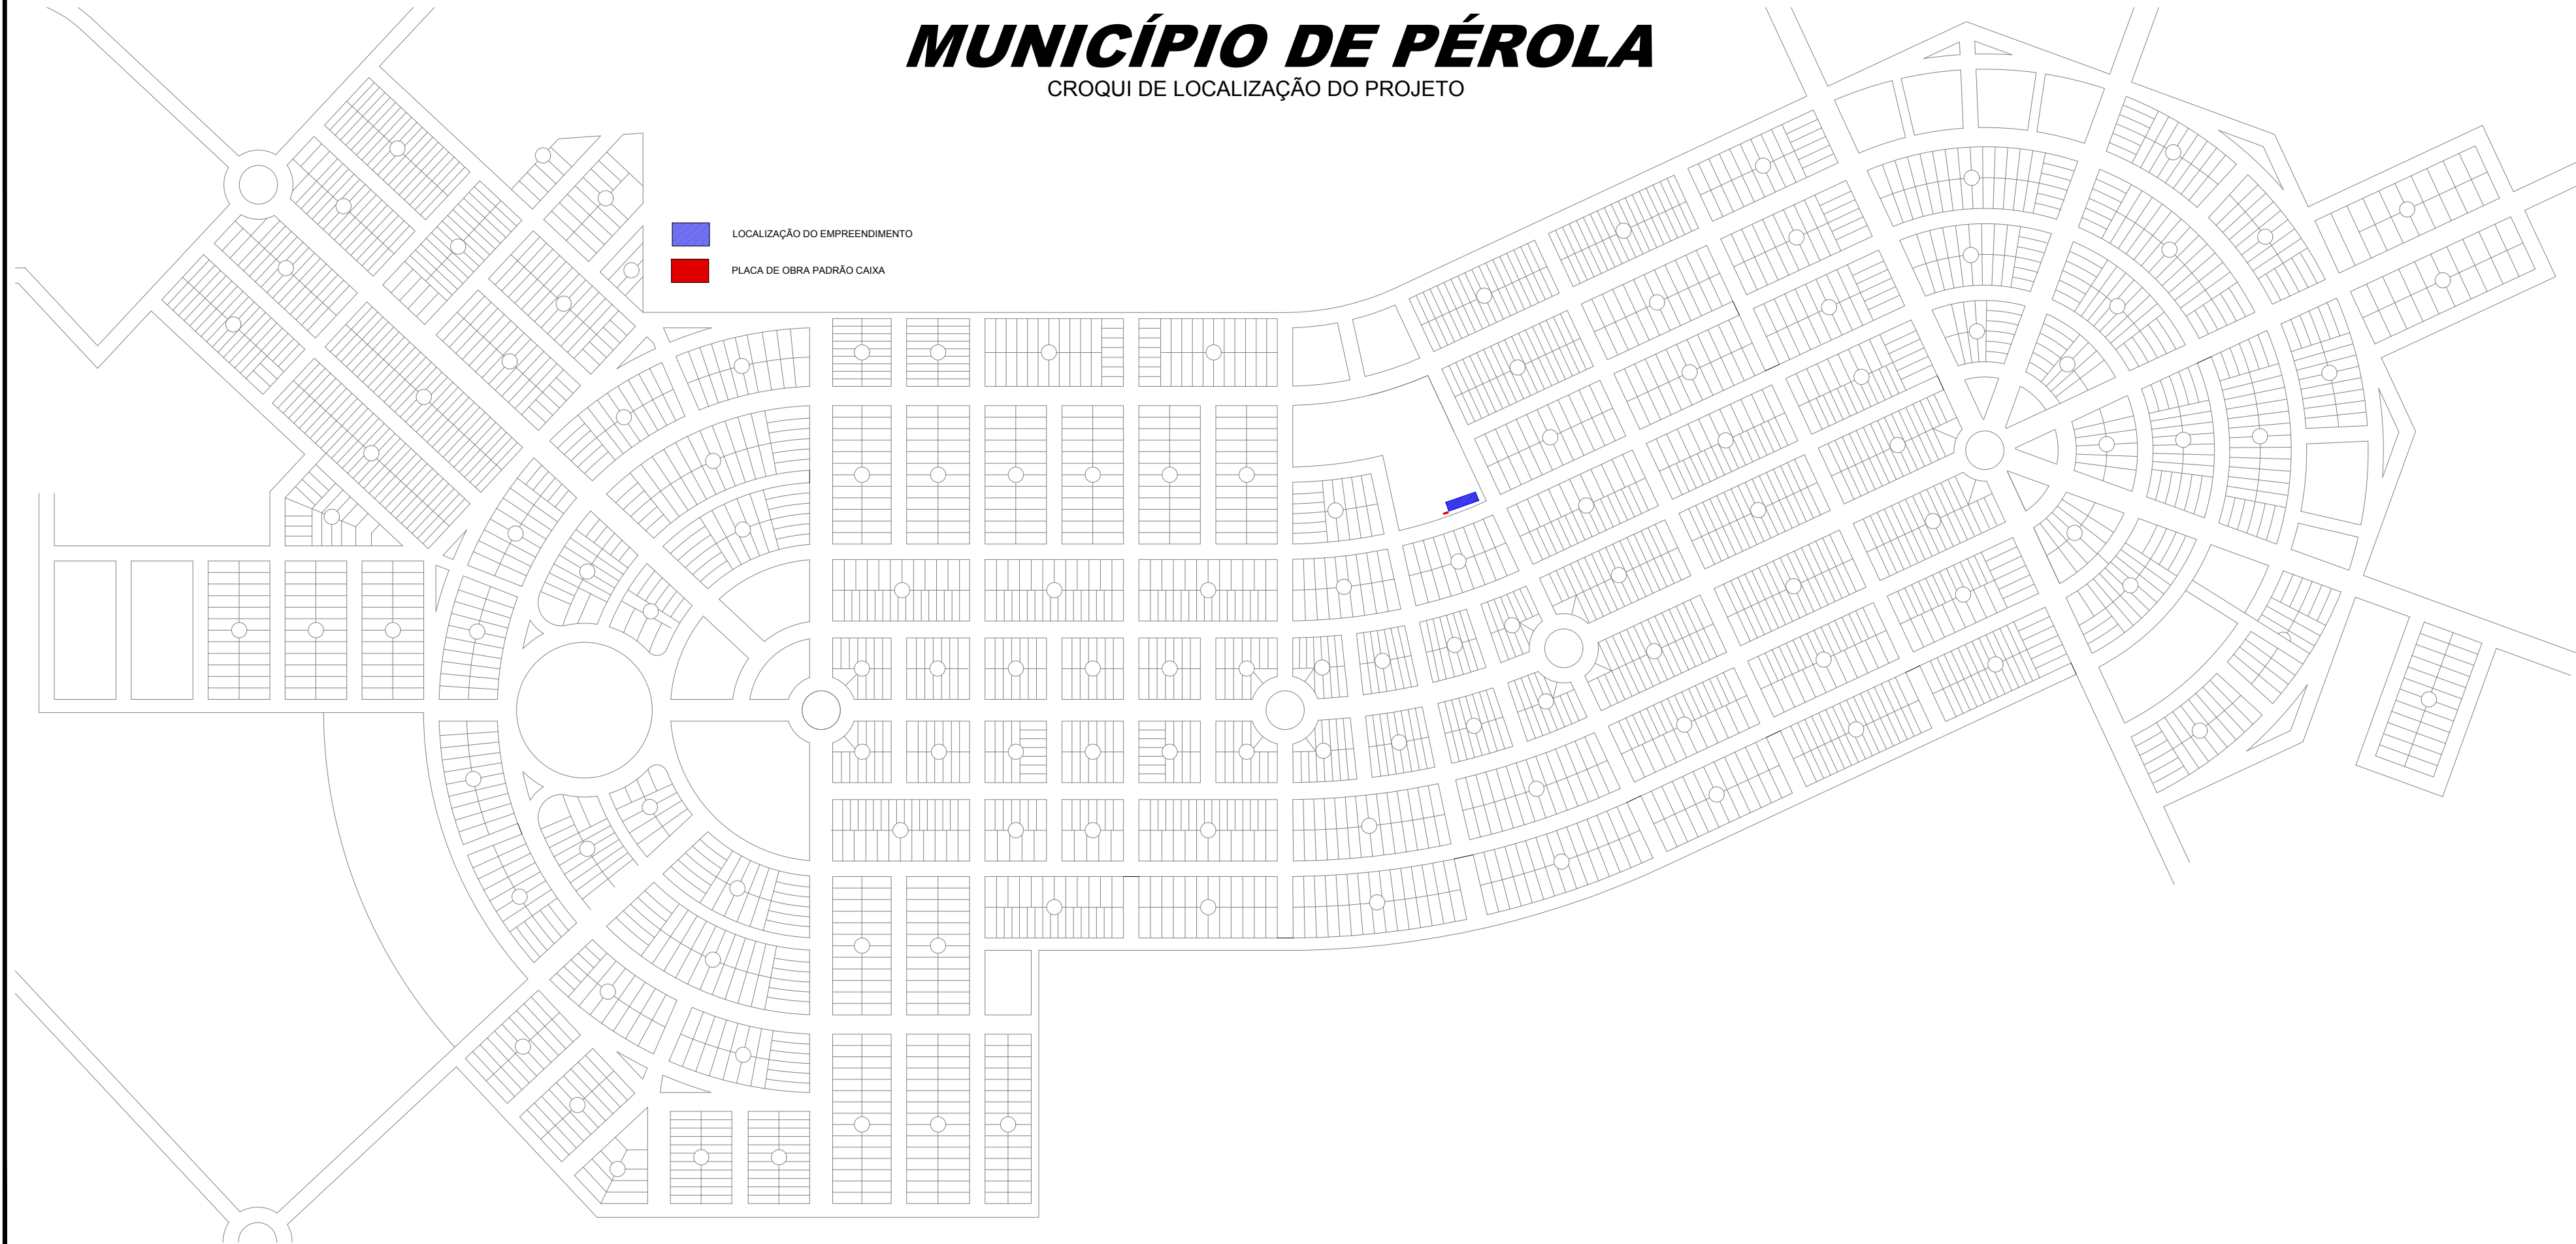 MUNICÍPIO DE PÉROLA
CROQUI DE LOCALIZAÇÃO DO PROJETO
LOCALIZAÇÃO DO EMPREENDIMENTO
PLACA DE OBRA PADRÃO CAIXA